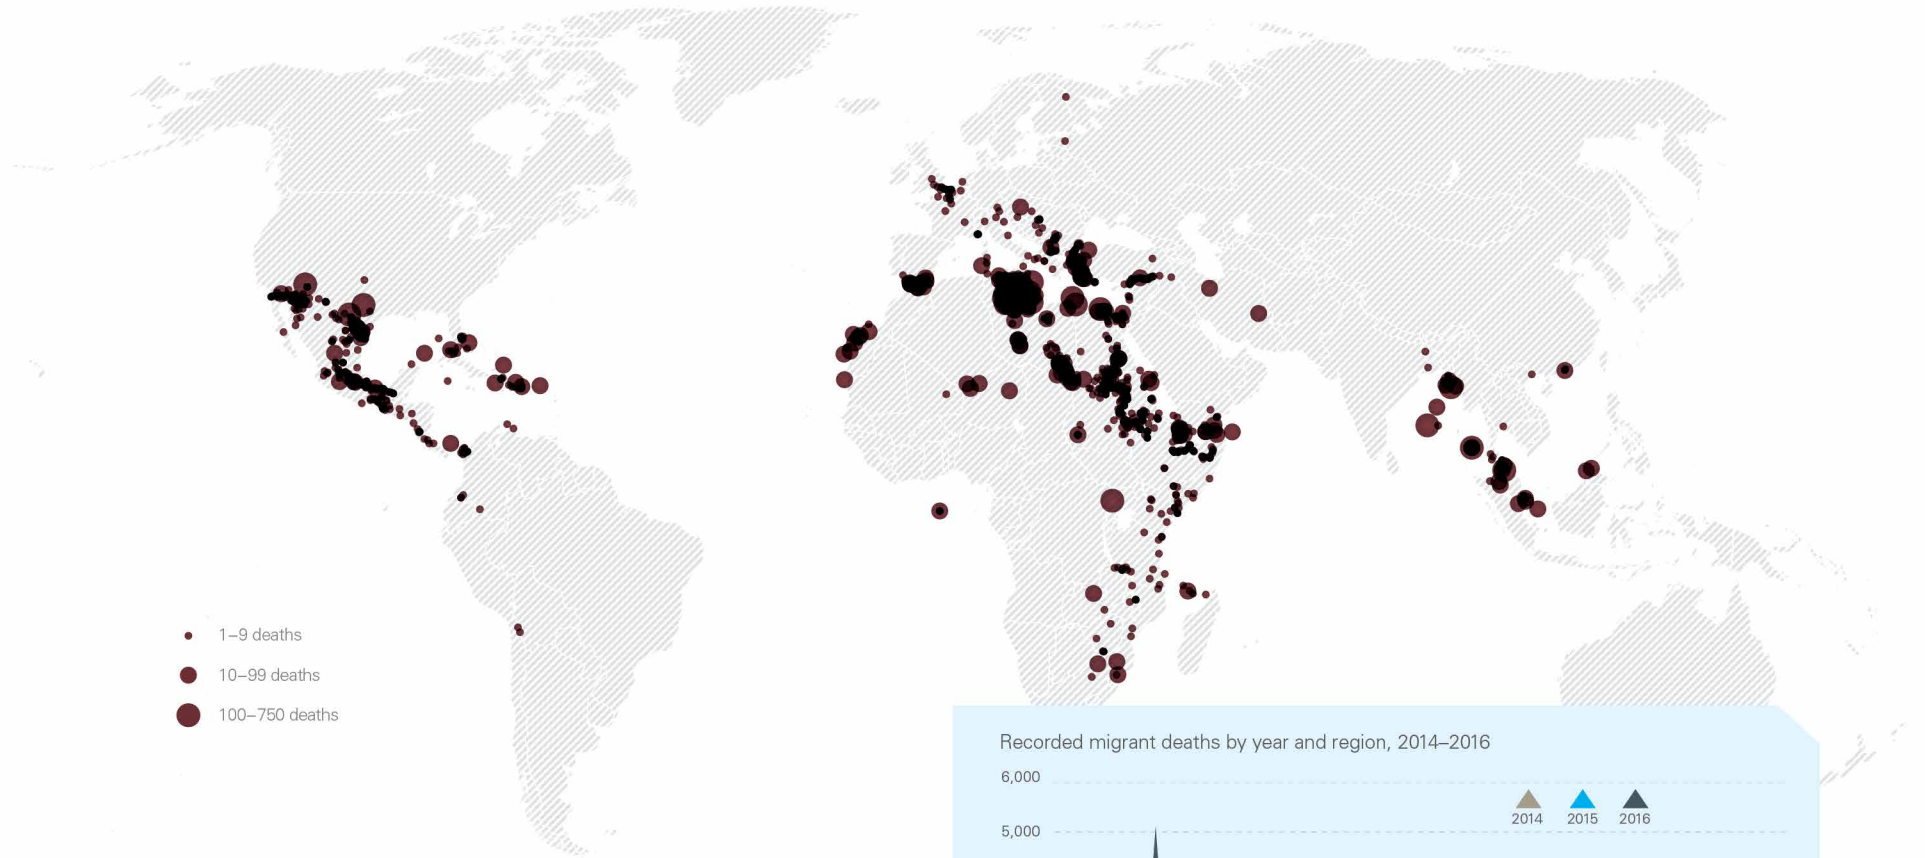 1–9 deaths
10–99 deaths
100–750 deaths
Recorded migrant deaths by year and region, 2014–2016
6,000
2014 2015 2016
5,000